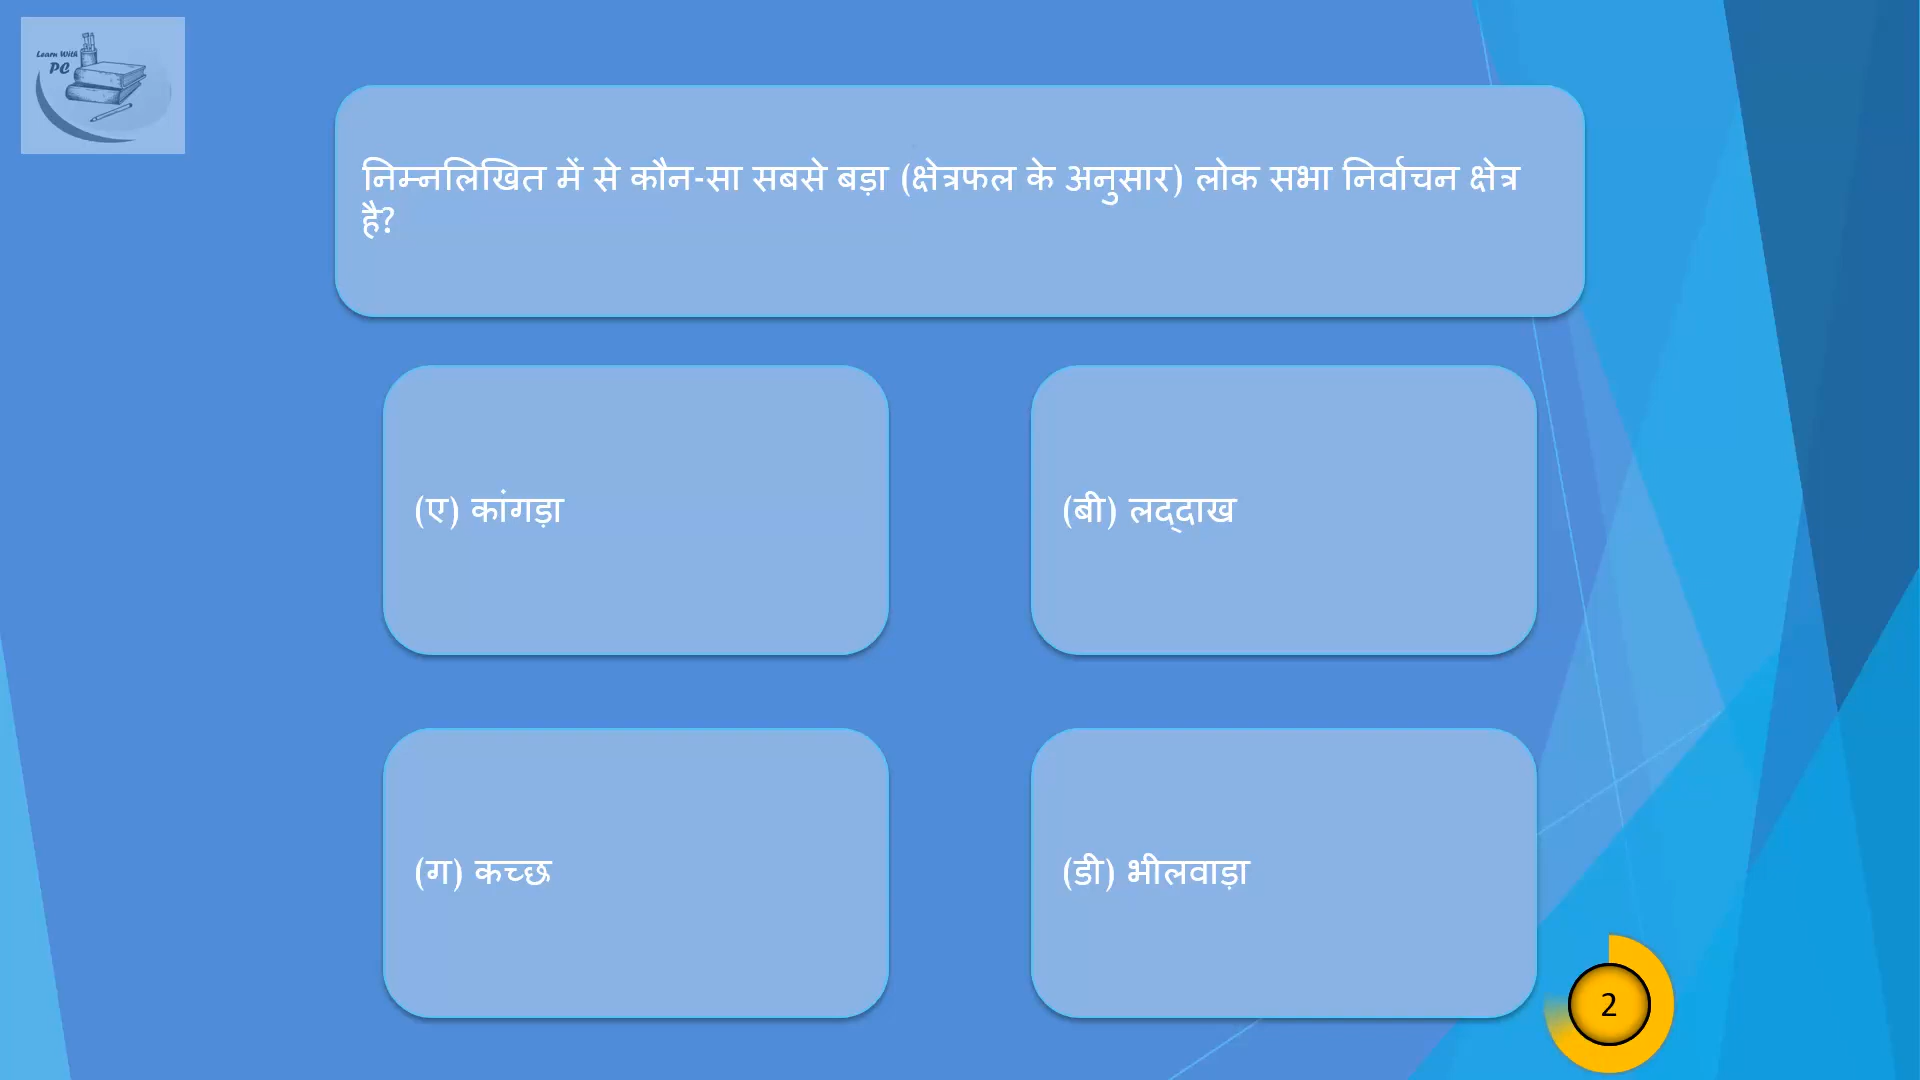 Learn With
PC
निम्नलिखित में से कौन-सा सबसे बड़ा (क्षेत्रफल के अनुसार) लोक सभा निर्वाचन क्षेत्र
है?
(ए) कांगड़ा
(बी) लद्दाख
(ग) कच्छ
(डी) भीलवाड़ा
2